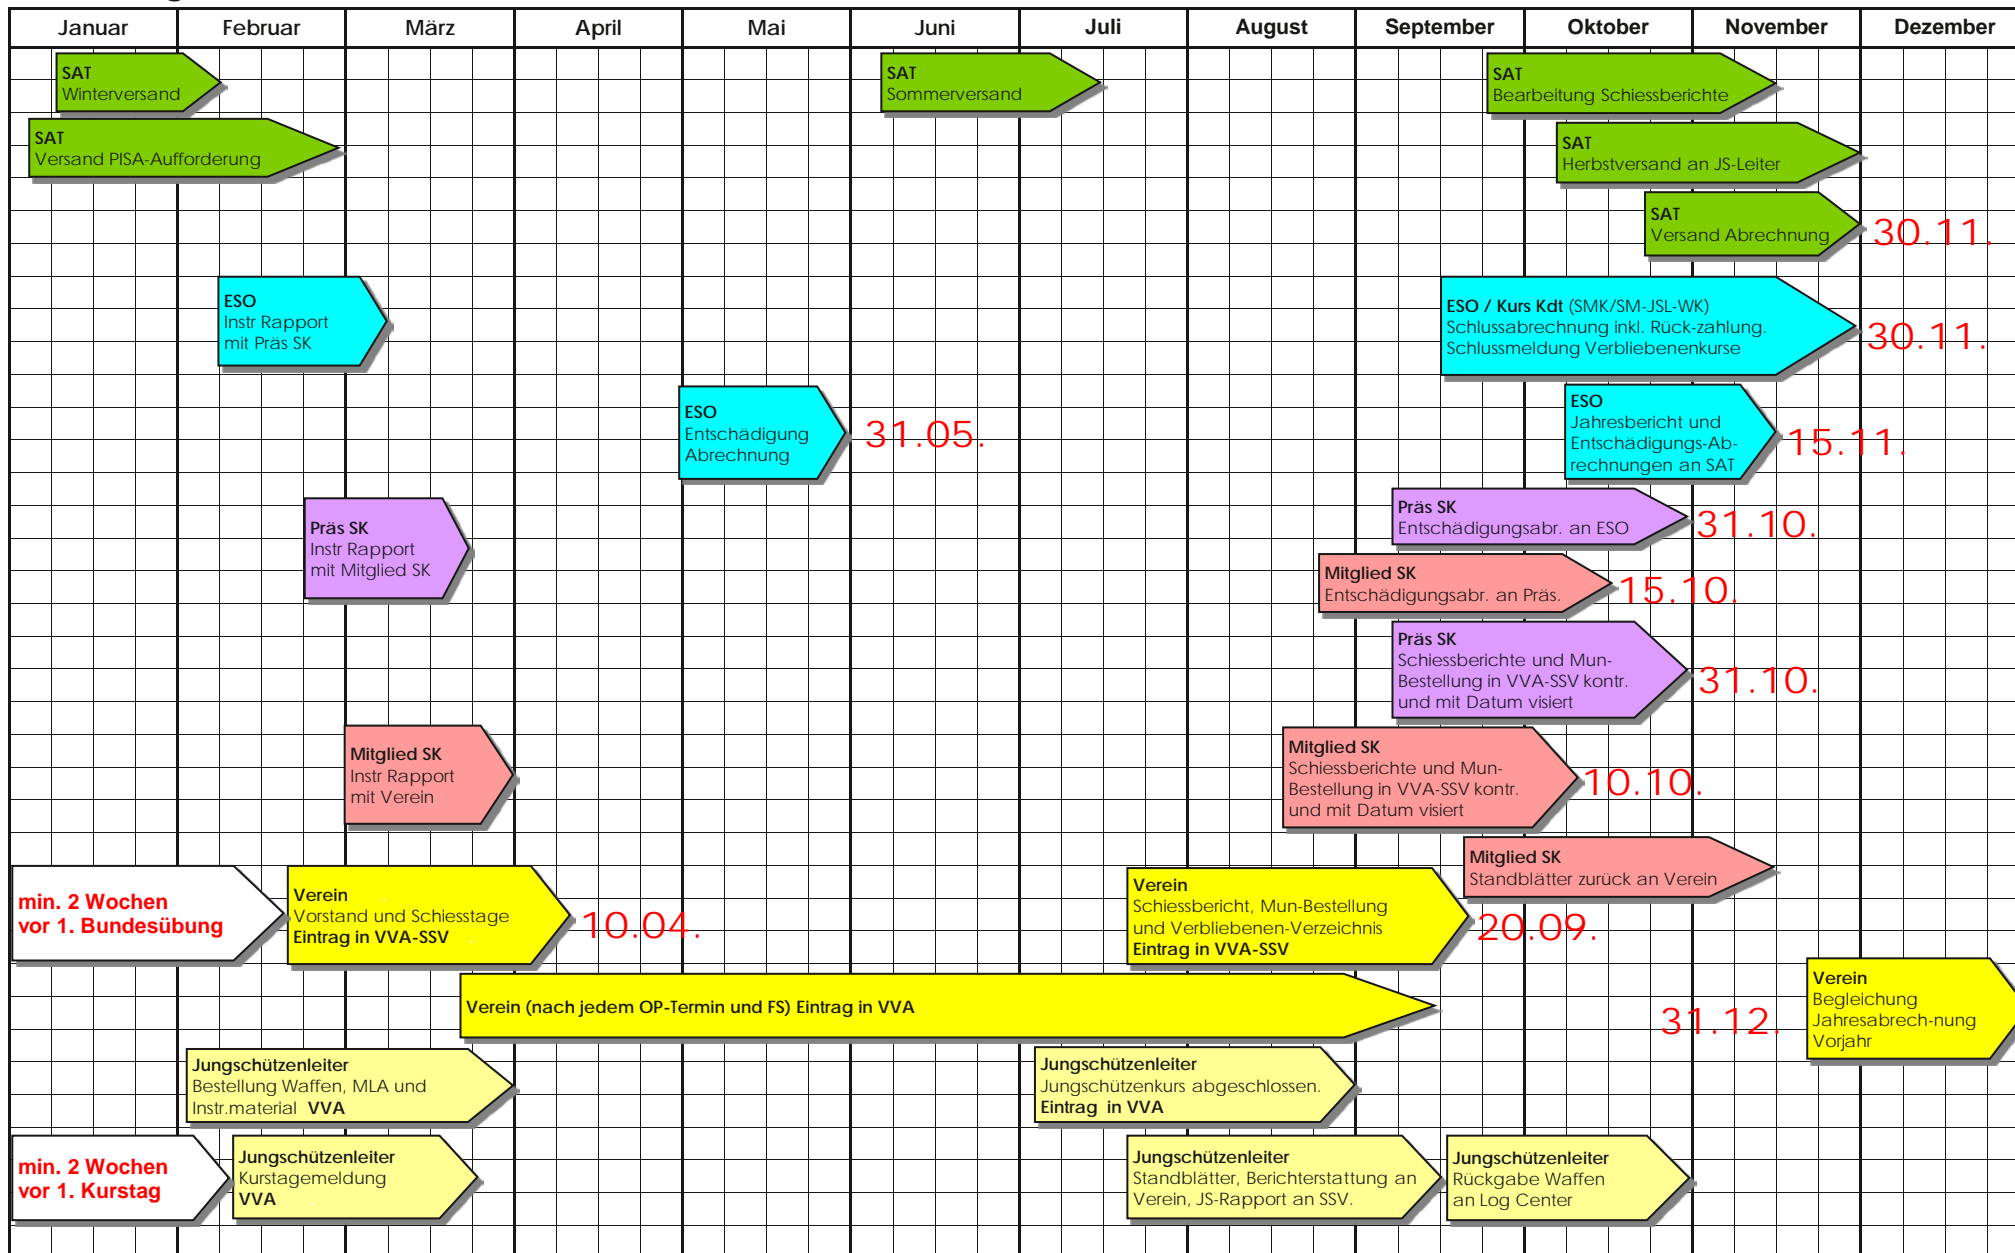 Januar Februar März April Mai Juni Juli August September Oktober November Dezember
SAT
Winterversand
SAT
Sommerversand
SAT
Bearbeitung Schiessberichte
SAT
Versand PISA-Aufforderung
SAT
Herbstversand an JS-Leiter
SAT
Versand Abrechnung
30.11.
ESO
Instr Rapport
mit Präs SK
ESO / Kurs Kdt (SMK/SM-JSL-WK)
Schlussabrechnung inkl. Rück-zahlung.
Schlussmeldung Verbliebenenkurse
30.11.
ESO
Entschädigung
Abrechnung
31.05.
ESO
Jahresbericht und
Entschädigungs-Ab-
rechnungen an SAT
15.11.
Präs SK
Instr Rapport
mit Mitglied SK
Präs SK
Entschädigungsabr. an ESO
31.10.
Mitglied SK
Entschädigungsabr. an Präs.
15.10.
Präs SK
Schiessberichte und Mun-
Bestellung in VVA-SSV kontr.
und mit Datum visiert
31.10.
Mitglied SK
Instr Rapport
mit Verein
Mitglied SK
Schiessberichte und Mun-
Bestellung in VVA-SSV kontr.
und mit Datum visiert
10.10.
Mitglied SK
Standblätter zurück an Verein
min. 2 Wochen
vor 1. Bundesübung
Verein
Vorstand und Schiesstage
Eintrag in VVA-SSV
10.04.
Verein
Schiessbericht, Mun-Bestellung
und Verbliebenen-Verzeichnis
Eintrag in VVA-SSV
20.09.
Verein (nach jedem OP-Termin und FS) Eintrag in VVA
31.12.
Verein
Begleichung
Jahresabrech-nung
Vorjahr
Jungschützenleiter
Bestellung Waffen, MLA und
Instr.material VVA
Jungschützenleiter
Jungschützenkurs abgeschlossen.
Eintrag in VVA
min. 2 Wochen
vor 1. Kurstag
Jungschützenleiter
Kurstagemeldung
VVA
Jungschützenleiter
Standblätter, Berichterstattung an
Verein, JS-Rapport an SSV.
Jungschützenleiter
Rückgabe Waffen
an Log Center